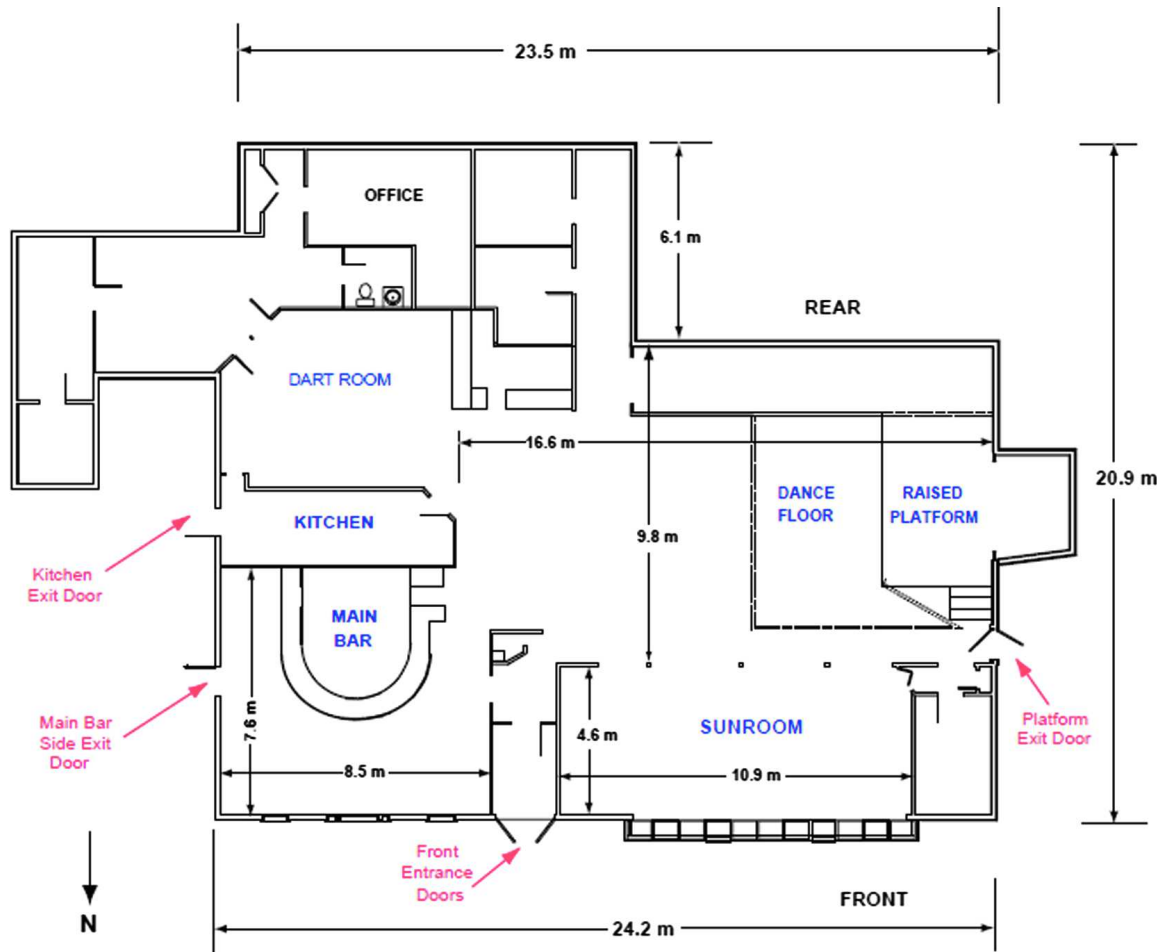 23.5 m
OFFICE
6.1 m
REAR
DART ROOM
16.6 m
20.9 m
DANCE
FLOOR
RAISED
PLATFORM
KITCHEN
9.8 m
Kitchen
Exit Door
MAIN
BAR
Main Bar
Side Exit
Door
7.6 m
4.6 m
SUNROOM
Platform
Exit Door
8.5 m
10.9 m
Front
Entrance
Doors
N
FRONT
24.2 m